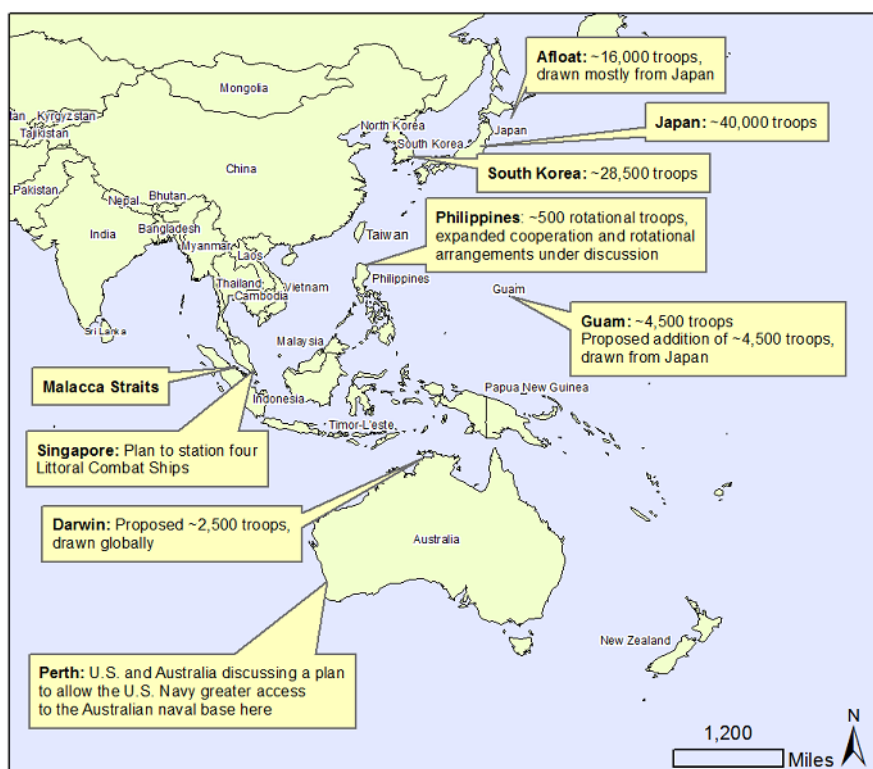 Afloat: ~16,000 troops,
drawn mostly from Japan
Mongolia
tan
Kyrgyzstan
Tajikistan
North Korea
Japan
Japan: ~40,000 troops
South Korea
China
South Korea: ~28,500 troops
Pakistan
Nepal
Bhutan
Philippines: ~500 rotational troops,
expanded cooperation and rotational
arrangements under discussion
India
Bangladesh
Taiwan
Myanmar
Laos
Thailand
Vietnam
Philippines
Cambodia
Guam
Sri Lanka
Guam: ~4,500 troops
Proposed addition of ~4,500 troops,
drawn from Japan
Malaysia
Malacca Straits
Papua New Guinea
Indonesia
Timor-L'este
Singapore: Plan to station four
Littoral Combat Ships
Darwin: Proposed ~2,500 troops,
drawn globally
Australia
New Zealand
Perth: U.S. and Australia discussing a plan
to allow the U.S. Navy greater access
to the Australian naval base here
N
1,200
Miles